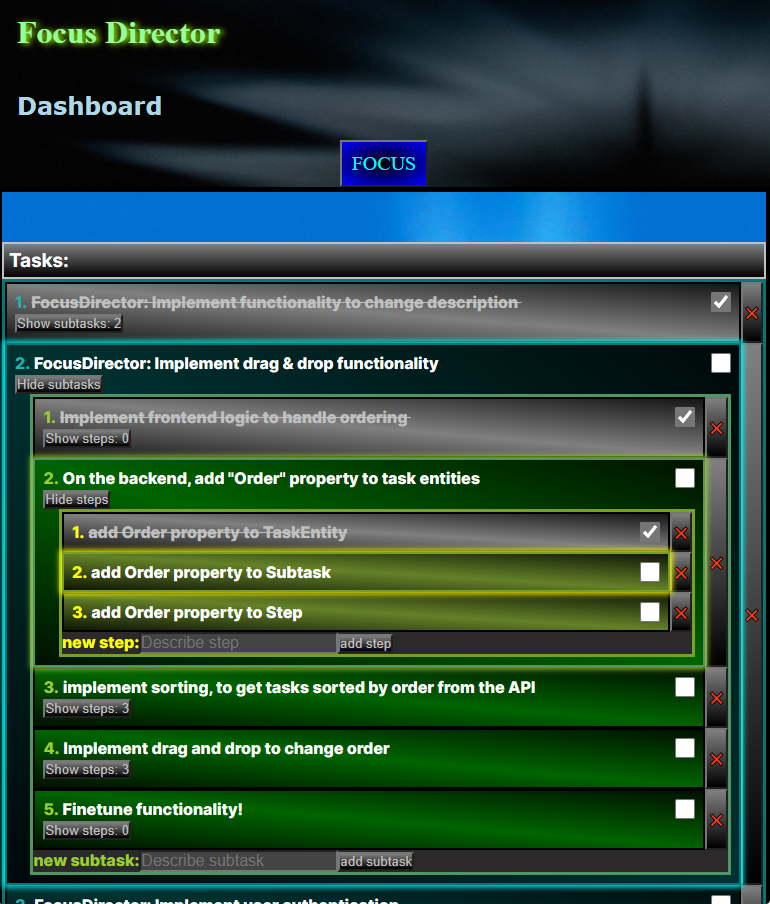 Focus Director
Dashboard
FOCUS
Tasks:
1. FocusDirector: Implement functionality to change description
Show subtasks: 2
2. FocusDirector: Implement drag & drop functionality
Hide subtasks
1. Implement frontend logic to handle ordering
Show steps: 0
2. On the backend, add "Order" property to task entities
Hide steps
1. add Order property to TaskEntity
2. add Order property to Subtask
3. add Order property to Step
new step: Describe step add step
3. implement sorting, to get tasks sorted by order from the API
Show steps: 3
4. Implement drag and drop to change order
Show steps: 3
5. Finetune functionality!
Show steps: 0
new subtask: Describe subtask add subtask
3. FocusDirector: Implement user authentication